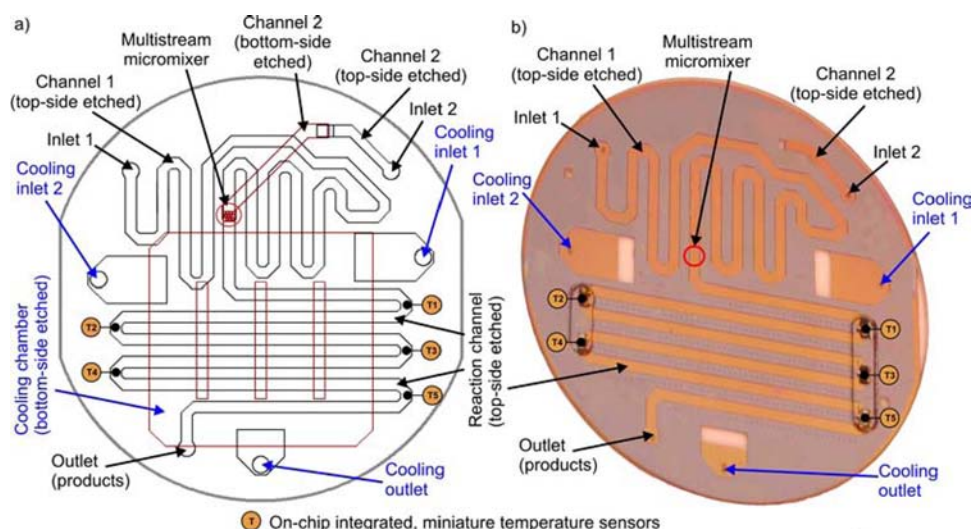 a)
Channel 2
(bottom-side
etched)
Multistream
micromixer
Channel 2
(top-side etched)
Channel 1
(top-side etched)
Inlet 1
Inlet 2
Cooling
inlet 1
Cooling
inlet 2
T1
T2
T3
T4
T5
Cooling chamber
(bottom-side etched)
Reaction channel
(top-side etched)
Outlet
(products)
Cooling
outlet
b)
Multistream
micromixer
Channel 1
(top-side etched)
Channel 2
(top-side etched)
Inlet 1
Inlet 2
Cooling
inlet 2
Cooling
inlet 1
T2
T1
T4
T3
T5
Outlet
(products)
Cooling
outlet
T On-chip integrated, miniature temperature sensors